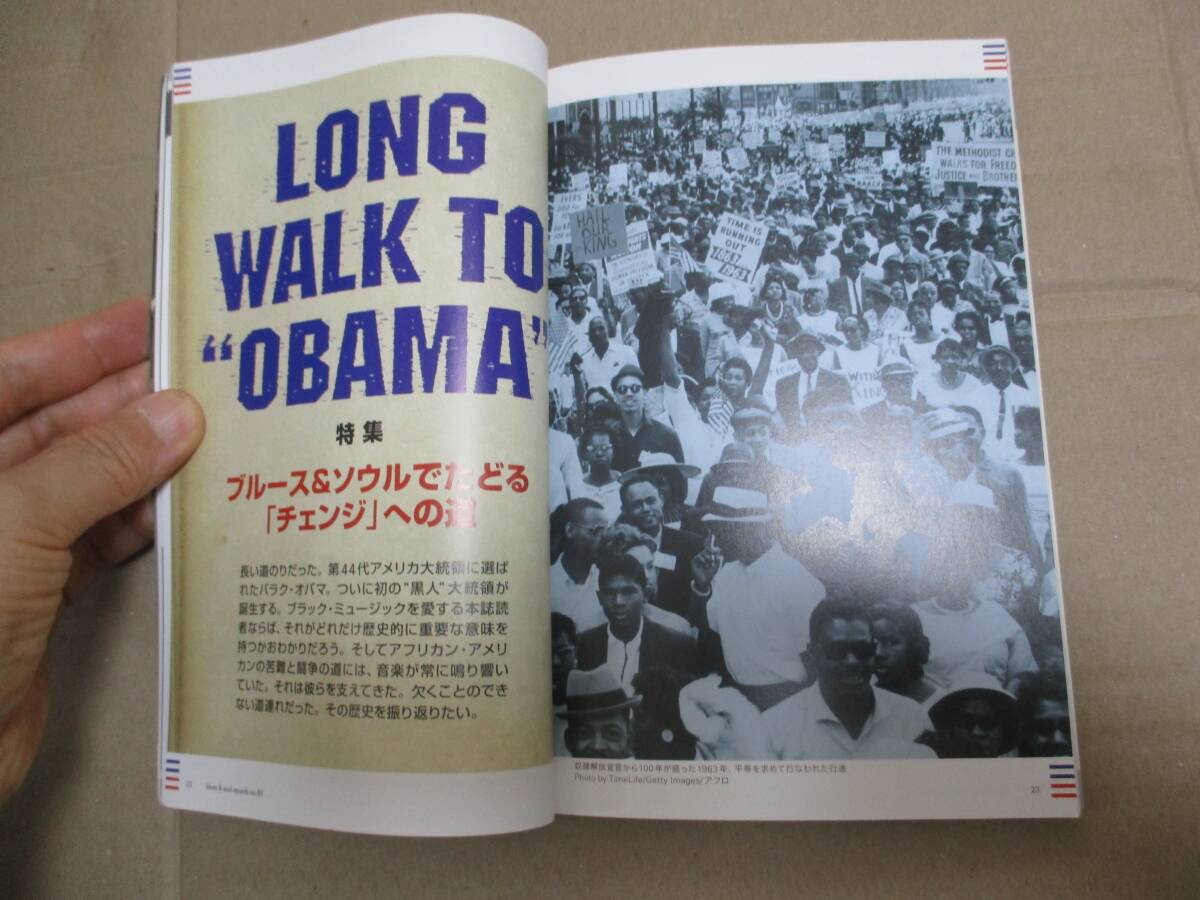 LONG
WALK TO
“OBAMA”
特集
ブルース&ソウルでたどる
「チェンジ」への道
長い道のりだった。第44代アメリカ大統領に選ば
れたバラク・オバマ。ついに初の“黒人”大統領が
誕生する。ブラック・ミュージックを愛する本誌読
者ならば、それがどれだけ歴史的に重要な意味を
持つかおわかりだろう。そしてアフリカン・アメリ
カンの苦難と闘争の道には、音楽が常に鳴り響い
ていた。それは彼らを支えてきた。欠くことのでき
ない道連れだった。その歴史を振り返りたい。
22
blues & soul records no.85
THE METHODIST CH
WALKS FOR FREED
JUSTICE AND BROTHER
NAACP
HAIL
OUR
KING
TIME IS
RUNNING
OUT
1863
1963
WITH
KING
奴隷解放宣言から100年が経った1963年、平等を求めて行なわれた行進
Photo by TimeLife/Getty Images/アフロ
23